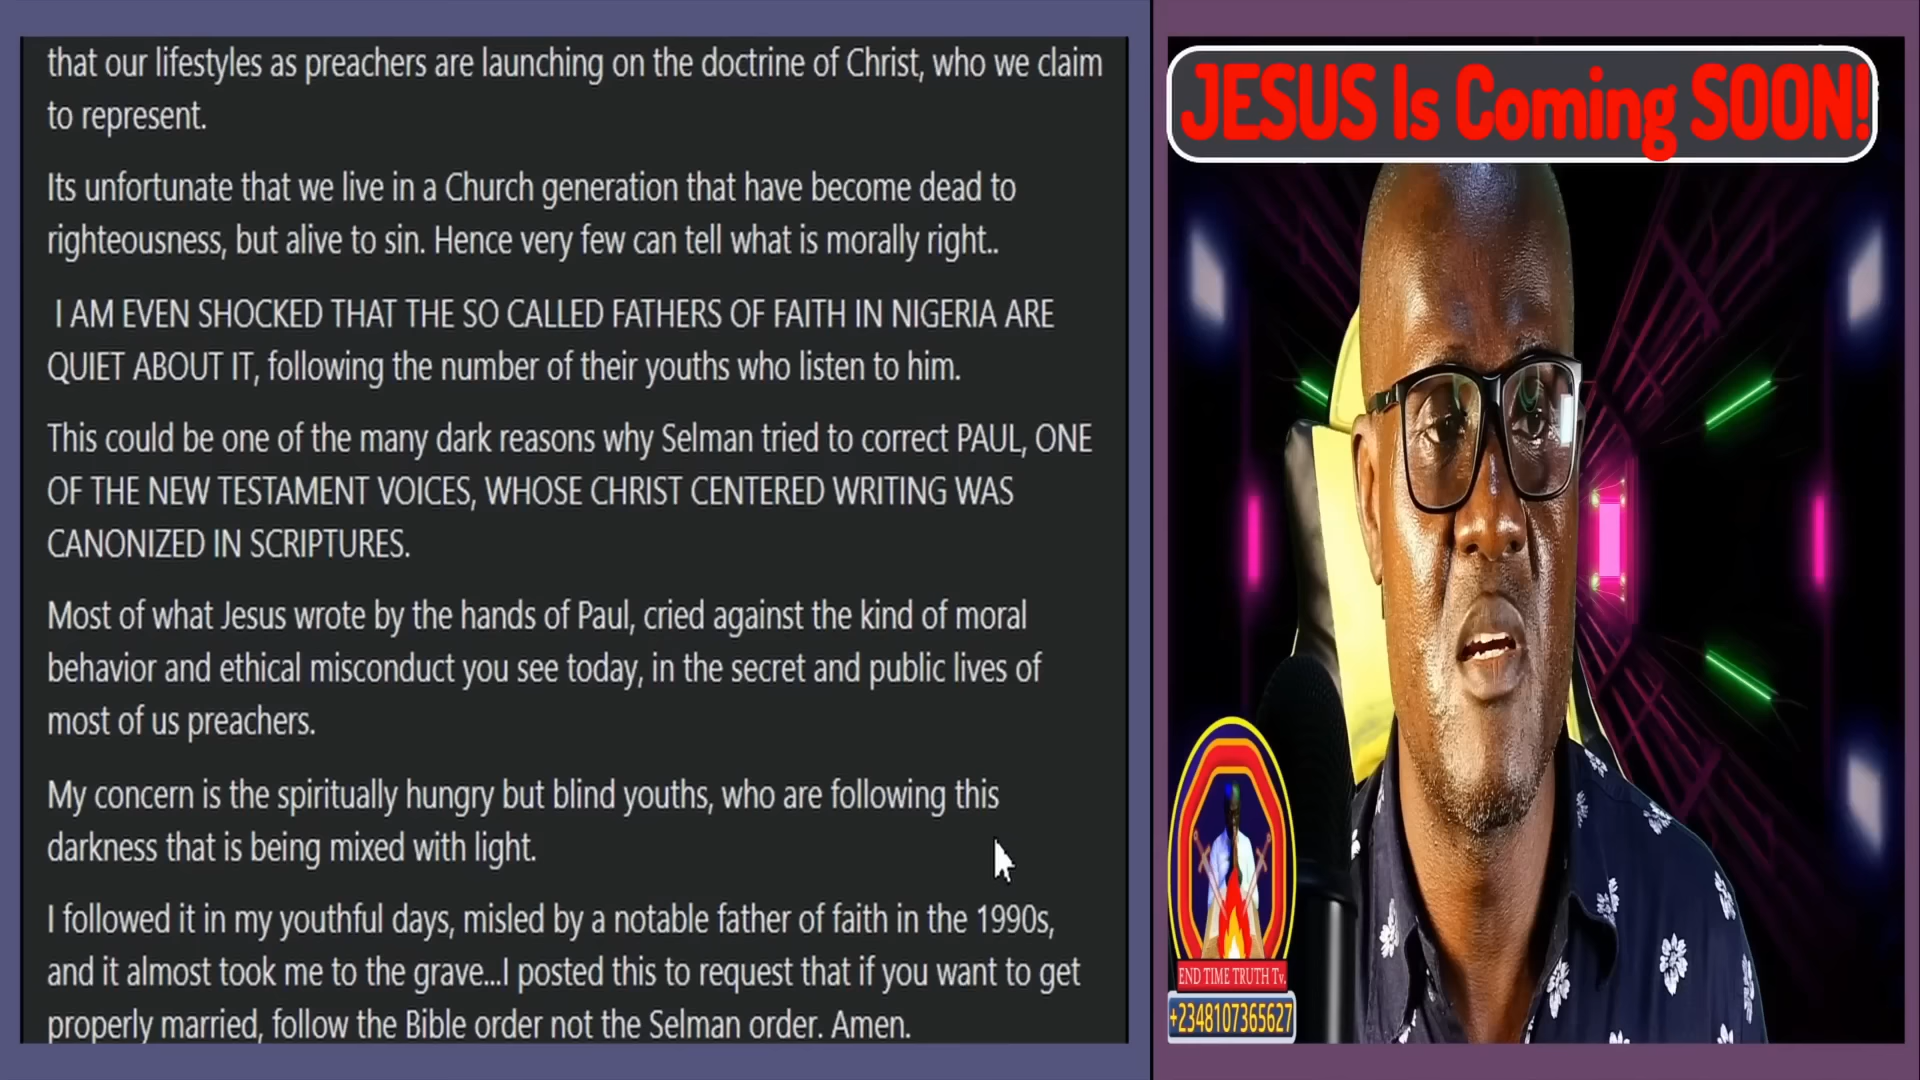 that our lifestyles as preachers are launching on the doctrine of Christ, who we claim
to represent.
Its unfortunate that we live in a Church generation that have become dead to
righteousness, but alive to sin. Hence very few can tell what is morally right..
I AM EVEN SHOCKED THAT THE SO CALLED FATHERS OF FAITH IN NIGERIA ARE
QUIET ABOUT IT, following the number of their youths who listen to him.
This could be one of the many dark reasons why Selman tried to correct PAUL, ONE
OF THE NEW TESTAMENT VOICES, WHOSE CHRIST CENTERED WRITING WAS
CANONIZED IN SCRIPTURES.
Most of what Jesus wrote by the hands of Paul, cried against the kind of moral
behavior and ethical misconduct you see today, in the secret and public lives of
most of us preachers.
My concern is the spiritually hungry but blind youths, who are following this
darkness that is being mixed with light.
I followed it in my youthful days, misled by a notable father of faith in the 1990s,
and it almost took me to the grave...I posted this to request that if you want to get
properly married, follow the Bible order not the Selman order. Amen.
JESUS Is Coming SOON!
END TIME TRUTH Tv.
+2348107365627